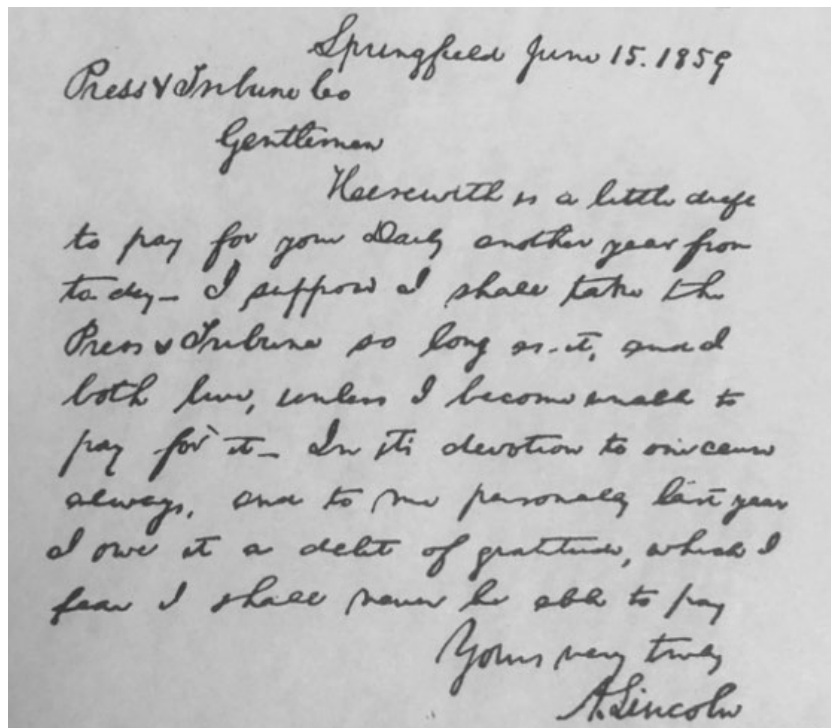 Springfield June 15. 1859
Press & Tribune Co
Gentlemen
Herewith is a little draft
to pay for your Daily another year from
to-day— I suppose I shall take the
Press & Tribune so long as it, and I
both live, unless I become unable to
pay for it— In it's devotion to our cause
always, and to me personally last year
I owe it a debt of gratitude, which I
fear I shall never be able to pay
Yours very truly
A. Lincoln